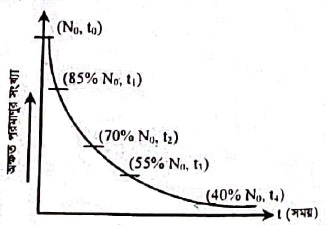 (N₀, t₀)
(85% N₀, t₁)
(70% N₀, t₂)
(55% N₀, t₃)
(40% N₀, t₄)
t (সময়)
অক্ষত পরমাণুর সংখ্যা